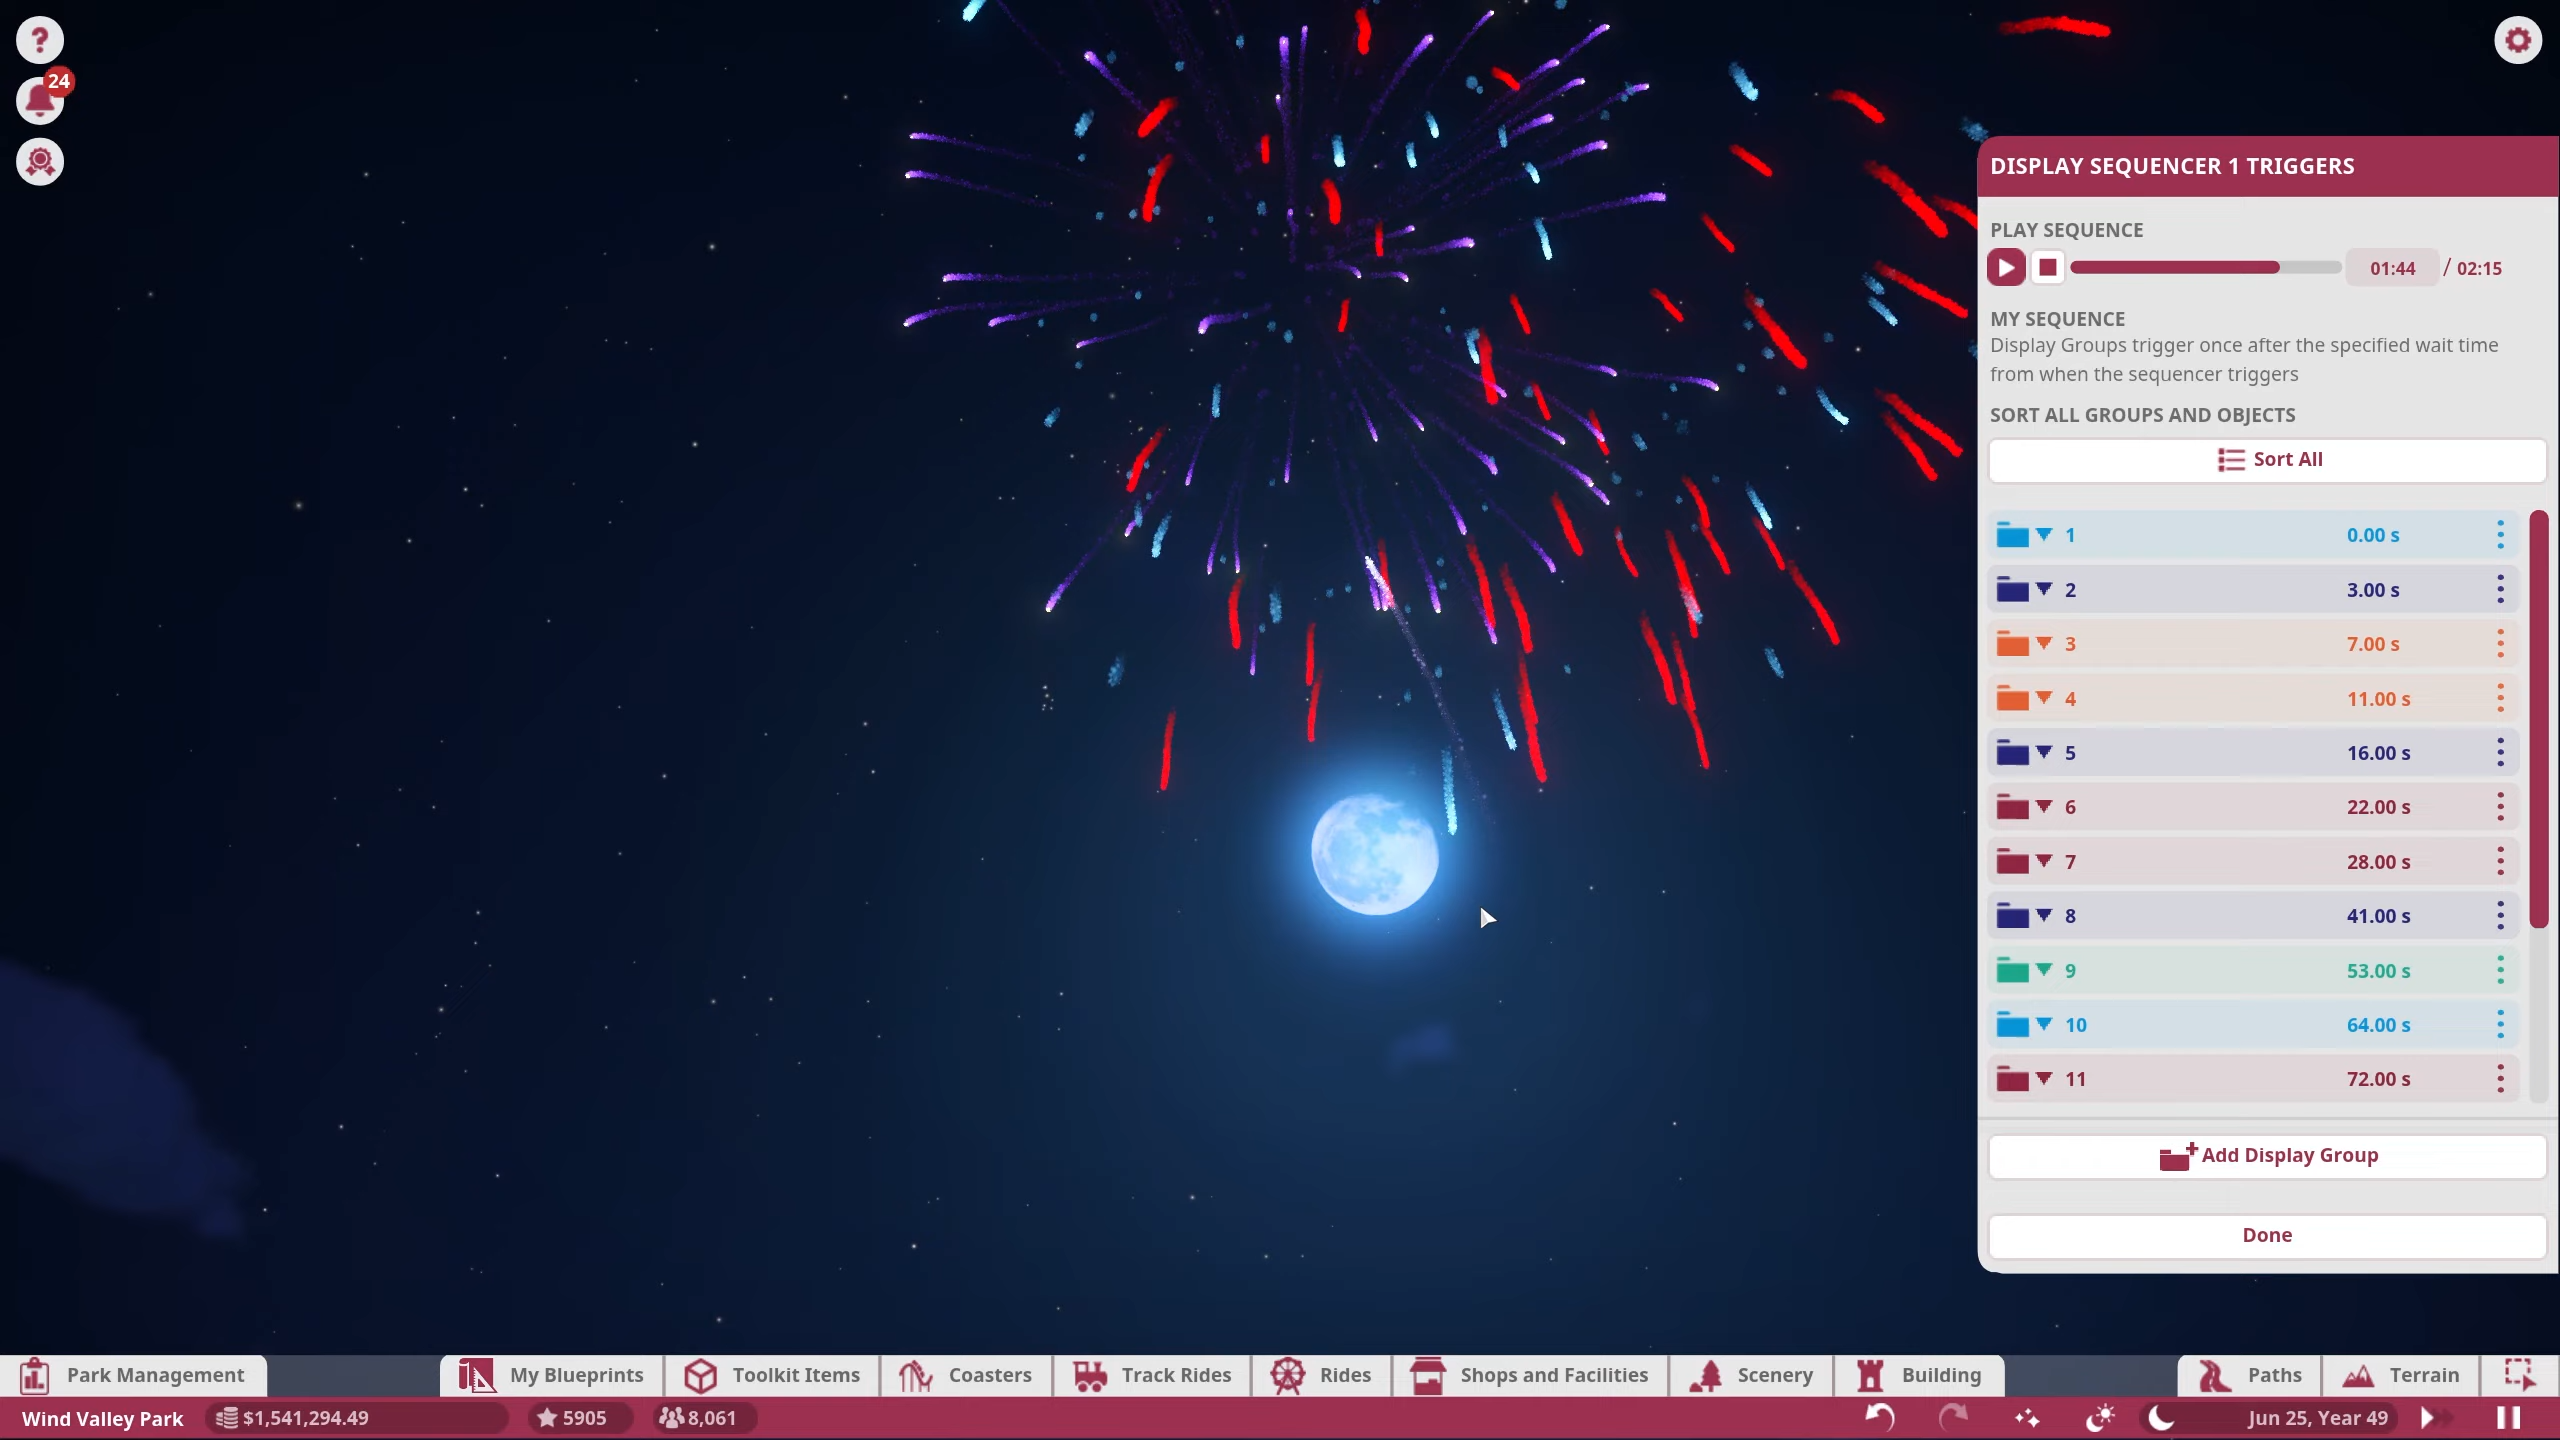 ?
24
DISPLAY SEQUENCER 1 TRIGGERS
PLAY SEQUENCE
01:44 / 02:15
MY SEQUENCE
Display Groups trigger once after the specified wait time
from when the sequencer triggers
SORT ALL GROUPS AND OBJECTS
Sort All
1 0.00 s
2 3.00 s
3 7.00 s
4 11.00 s
5 16.00 s
6 22.00 s
7 28.00 s
8 41.00 s
9 53.00 s
10 64.00 s
11 72.00 s
Add Display Group
Done
Park Management My Blueprints Toolkit Items Coasters Track Rides Rides Shops and Facilities Scenery Building Paths Terrain
Wind Valley Park $1,541,294.49 5905 8,061 Jun 25, Year 49